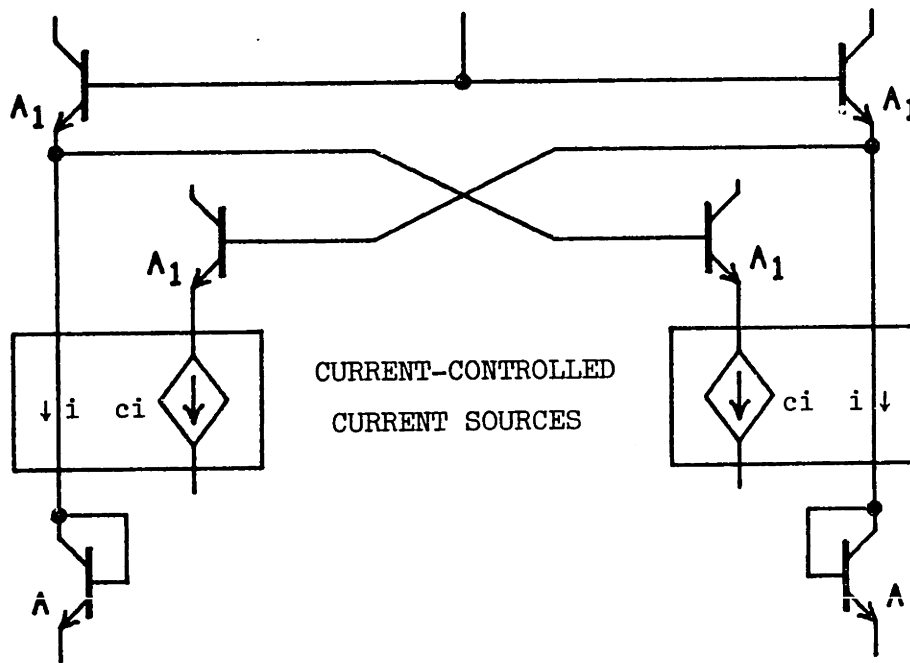 A1 A1
A1 A1
CURRENT-CONTROLLED
↓ i ci ci i ↓
CURRENT SOURCES
A A